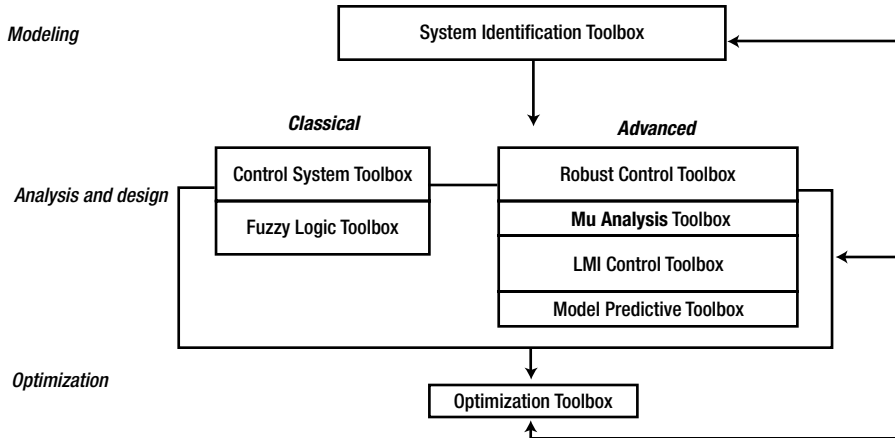 Modeling
System Identification Toolbox
Classical
Advanced
Analysis and design
Control System Toolbox
Fuzzy Logic Toolbox
Robust Control Toolbox
Mu Analysis Toolbox
LMI Control Toolbox
Model Predictive Toolbox
Optimization
Optimization Toolbox